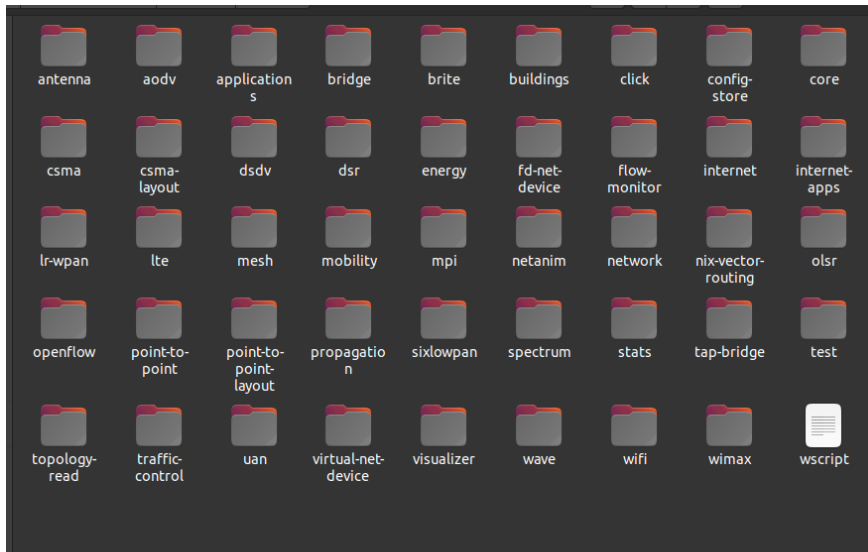 antenna aodv application bridge brite buildings click config- core
s store
csma csma- dsdv dsr energy fd-net- flow- internet internet-
layout device monitor apps
lr-wpan lte mesh mobility mpi netanim network nix-vector- olsr
routing
openflow point-to- point-to- propagatio sixlowpan spectrum stats tap-bridge test
point point- n
layout
topology- traffic- uan virtual-net- visualizer wave wifi wimax wscript
read control device